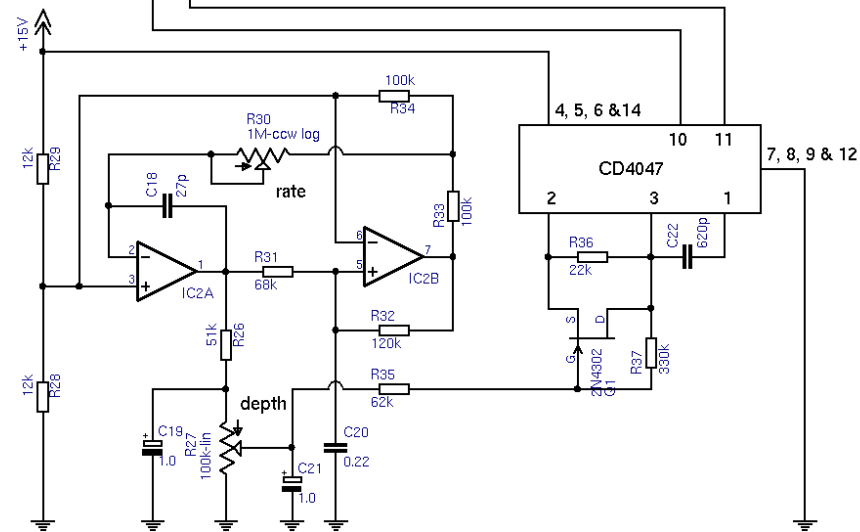 +15V
100k
R34
4, 5, 6 &14
R30
1M-ccw log
10 11
7, 8, 9 & 12
12k
R29
C18
27p
rate
CD4047
2 3 1
R33
100k
C22
620p
2
3
1
IC2A
R31
68k
6
5
7
IC2B
R36
22k
51k
R26
R32
120k
S D
G
2N4302
Q1
R37
330k
12k
R28
R35
62k
depth
C19
+
1.0
R27
100k-lin
C20
0.22
C21
+
1.0